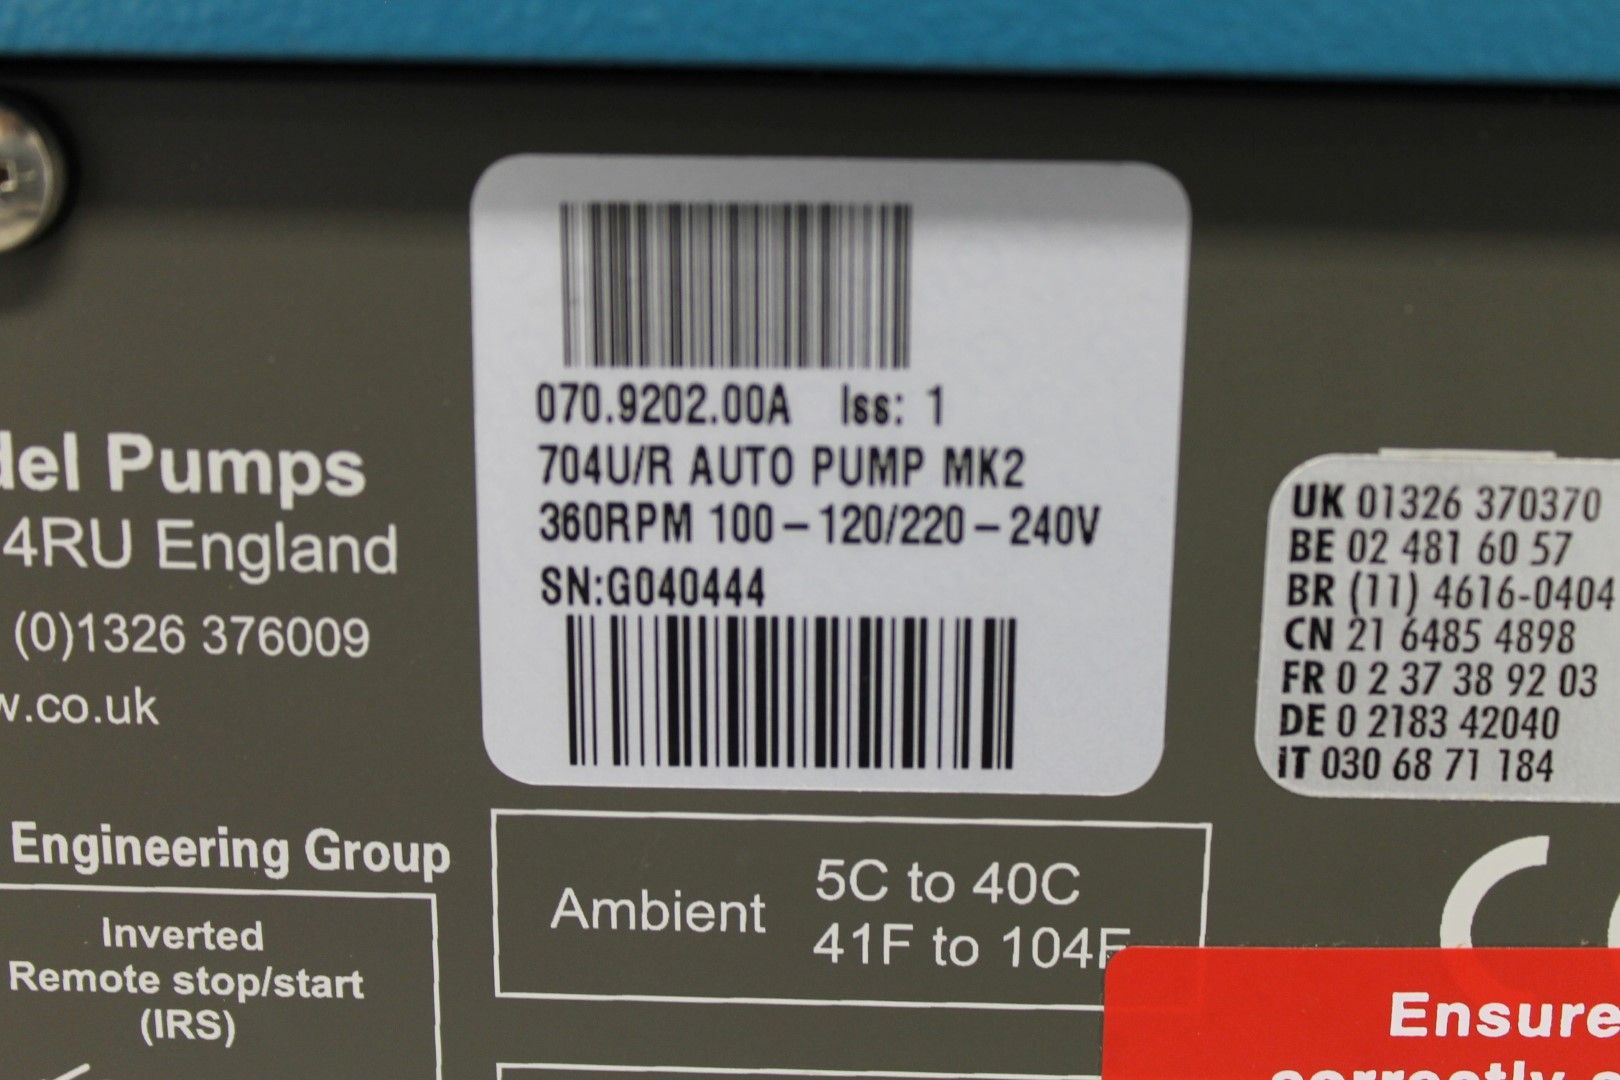 070.9202.00A Iss: 1
704U/R AUTO PUMP MK2
360RPM 100-120/220-240V
SN:G040444
del Pumps
4RU England
(0)1326 376009
w.co.uk
Engineering Group
Inverted
Remote stop/start
(IRS)
Ambient
5C to 40C
41F to 104F
UK 01326 370370
BE 02 481 60 57
BR (11) 4616-0404
CN 21 6485 4898
FR 0 2 37 38 92 03
DE 0 2183 42040
IT 030 68 71 184
CE
Ensure
correctly